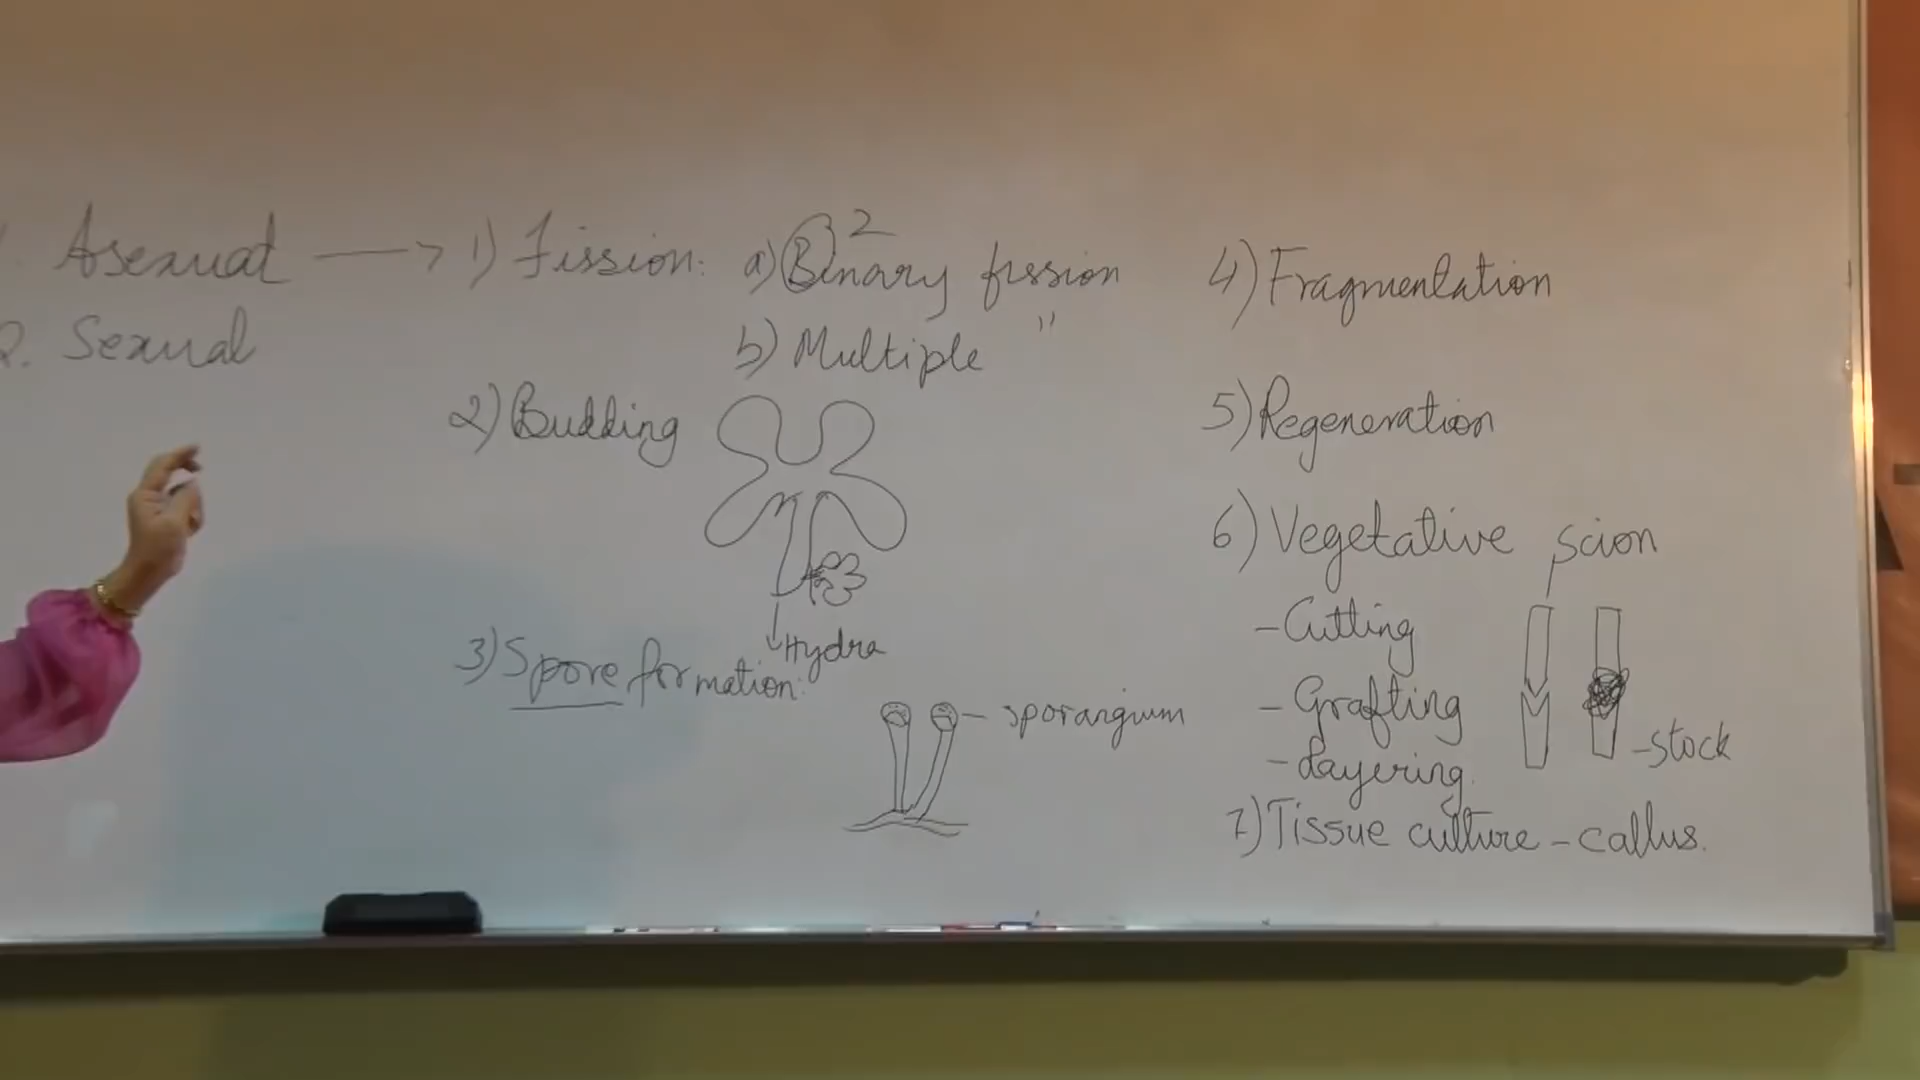 Asexual → 1) Fission: a) Binary fission
2
b) Multiple "
2. Sexual
2) Budding
Hydra
3) Spore formation:
sporangium
4) Fragmentation
5) Regeneration
6) Vegetative
scion
- Cutting
- Grafting
- Layering.
stock
7) Tissue culture - callus.